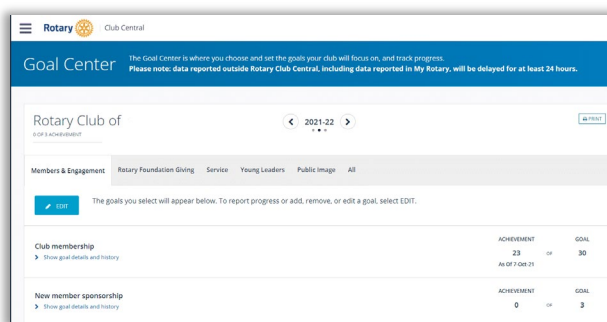 Rotary Club Central
Goal Center
The Goal Center is where you choose and set the goals your club will focus on, and track progress.
Please note: data reported outside Rotary Club Central, including data reported in My Rotary, will be delayed for at least 24 hours.
Rotary Club of
0 OF 3 ACHIEVEMENT
2021-22
PRINT
Members & Engagement Rotary Foundation Giving Service Young Leaders Public Image All
EDIT
The goals you select will appear below. To report progress or add, remove, or edit a goal, select EDIT.
Club membership
Show goal details and history
ACHIEVEMENT GOAL
23 OF 30
As Of 7-Oct-21
New member sponsorship
Show goal details and history
ACHIEVEMENT GOAL
0 OF 3